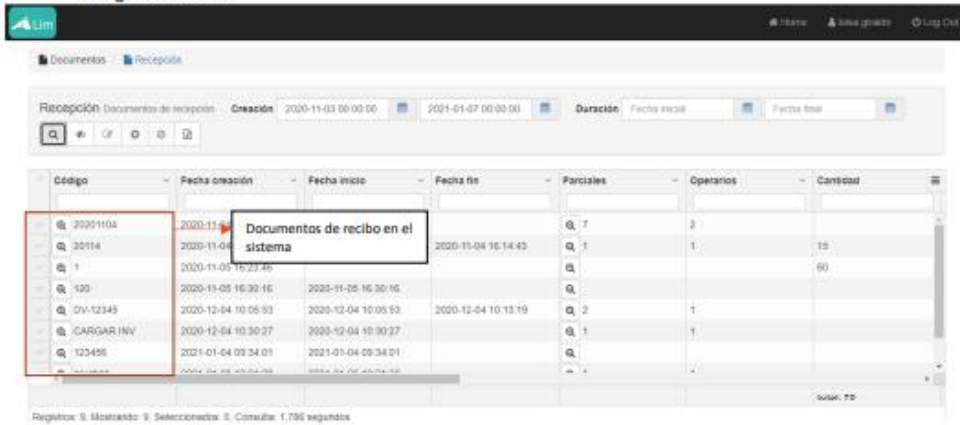 ALim Home luisa giraldo Log Out
Documentos / Recepción
Recepción Documentos de recepción Creación 2020-11-03 00:00:00 2021-01-07 00:00:00 Duración Fecha inicial Fecha final
Código Fecha creación Fecha inicio Fecha fin Parciales Operarios Cantidad
20201104 7 2
Documentos de recibo en el
sistema
20114 2020-11-04 2020-11-04 16:14:43 1 1 15
1 2020-11-05 16:23:46 60
120 2020-11-05 16:30:16 2020-11-05 16:30:16
DV-12345 2020-12-04 10:05:53 2020-12-04 10:05:53 2020-12-04 10:13:19 2 1
CARGAR INV 2020-12-04 10:30:27 2020-12-04 10:30:27 1 1
123456 2021-01-04 09:34:01 2021-01-04 09:34:01
Registros: 9, Mostrando: 9, Seleccionados: 0, Consulta: 1,786 segundos